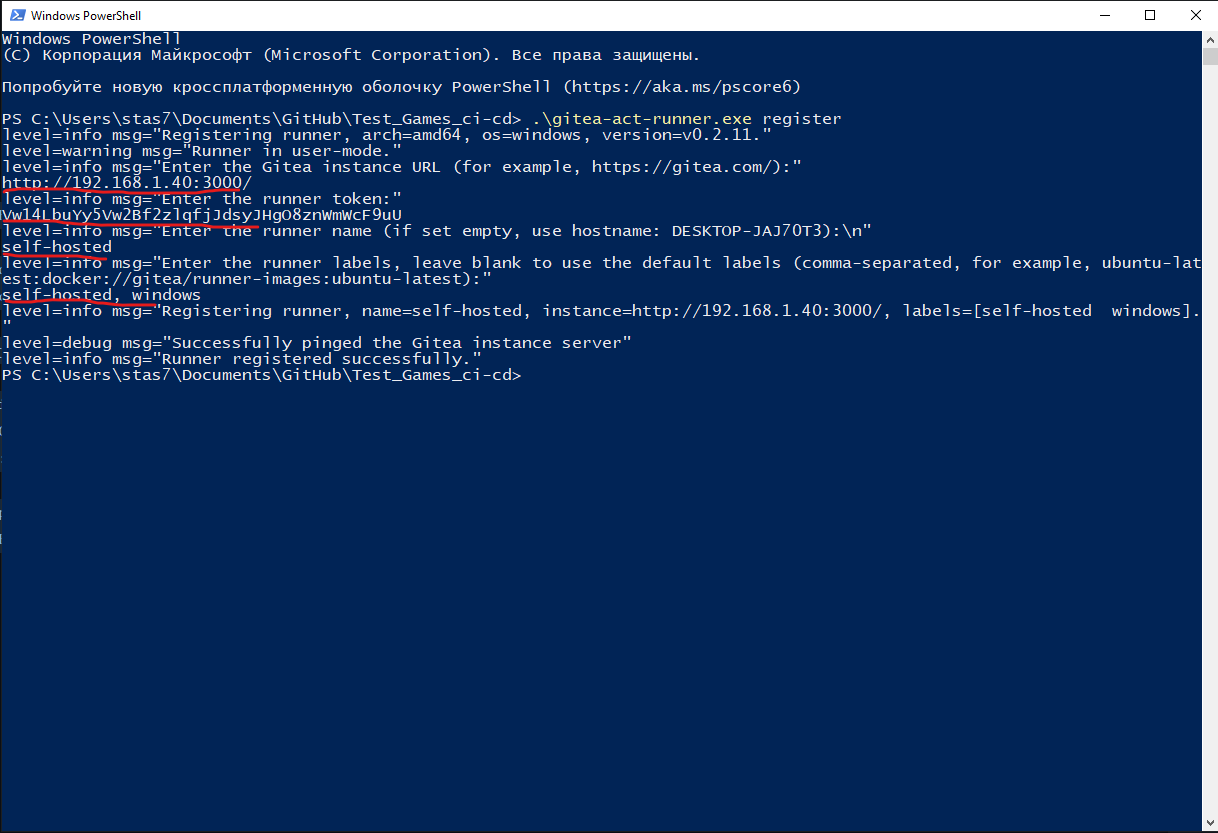 Windows PowerShell
Windows PowerShell
(C) Корпорация Майкрософт (Microsoft Corporation). Все права защищены.
Попробуйте новую кроссплатформенную оболочку PowerShell (https://aka.ms/pscore6)
PS C:\Users\stas7\Documents\GitHub\Test_Games_ci-cd> .\gitea-act-runner.exe register
level=info msg="Registering runner, arch=amd64, os=windows, version=v0.2.11."
level=warning msg="Runner in user-mode."
level=info msg="Enter the Gitea instance URL (for example, https://gitea.com/):"
http://192.168.1.40:3000/
level=info msg="Enter the runner token:"
Vw14LbuYy5Vw2Bf2zlqfjJdsyJHgO8znWmWcF9uU
level=info msg="Enter the runner name (if set empty, use hostname: DESKTOP-JAJ70T3):\n"
self-hosted
level=info msg="Enter the runner labels, leave blank to use the default labels (comma-separated, for example, ubuntu-lat
est:docker://gitea/runner-images:ubuntu-latest):"
self-hosted, windows
level=info msg="Registering runner, name=self-hosted, instance=http://192.168.1.40:3000/, labels=[self-hosted  windows].
"
level=debug msg="Successfully pinged the Gitea instance server"
level=info msg="Runner registered successfully."
PS C:\Users\stas7\Documents\GitHub\Test_Games_ci-cd>